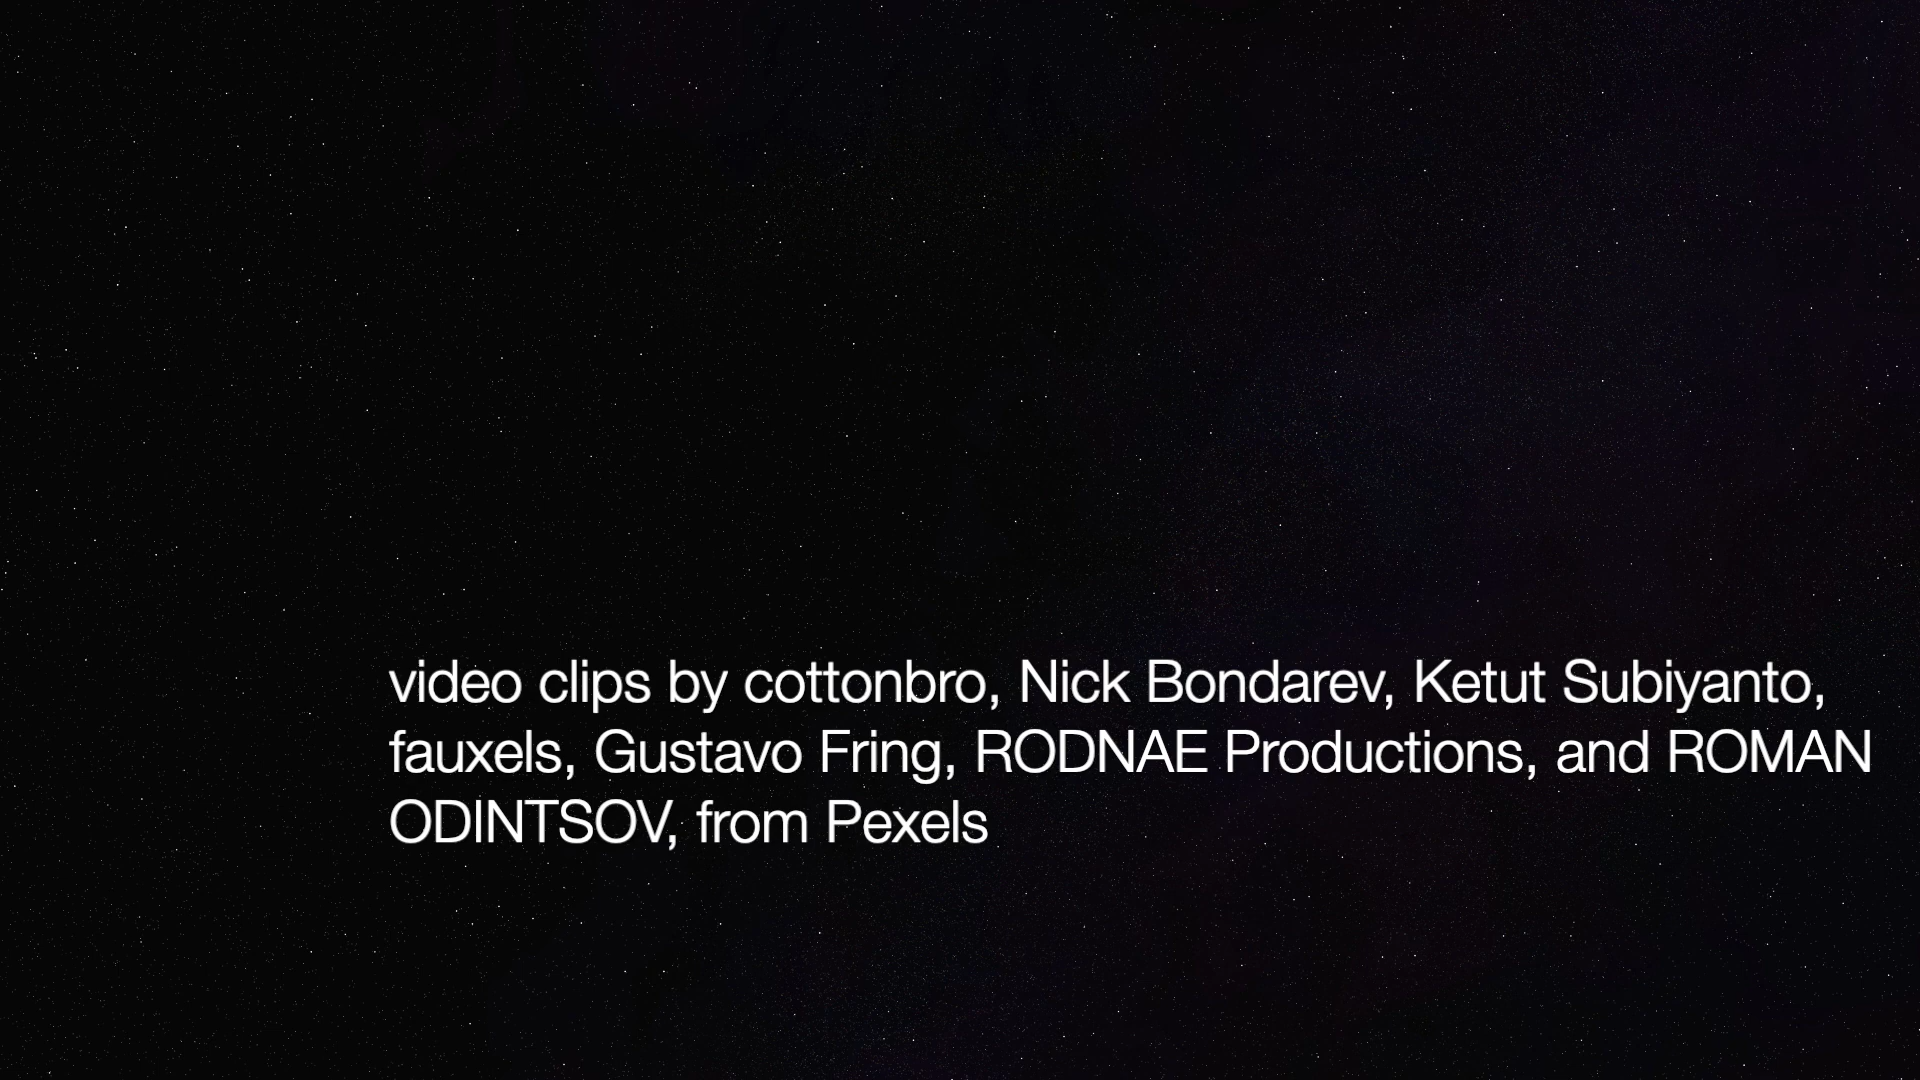 video clips by cottonbro, Nick Bondarev, Ketut Subiyanto,
fauxels, Gustavo Fring, RODNAE Productions, and ROMAN
ODINTSOV, from Pexels